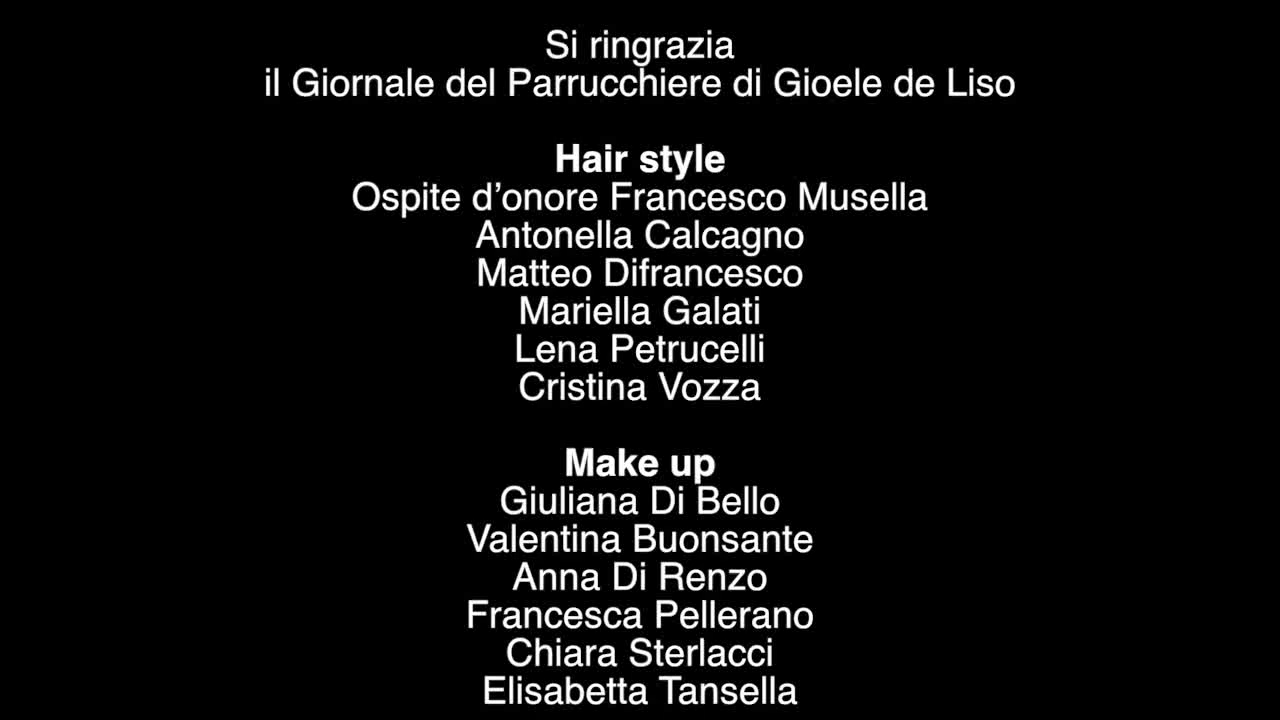 Si ringrazia
il Giornale del Parrucchiere di Gioele de Liso
Hair style
Ospite d’onore Francesco Musella
Antonella Calcagno
Matteo Difrancesco
Mariella Galati
Lena Petrucelli
Cristina Vozza
Make up
Giuliana Di Bello
Valentina Buonsante
Anna Di Renzo
Francesca Pellerano
Chiara Sterlacci
Elisabetta Tansella